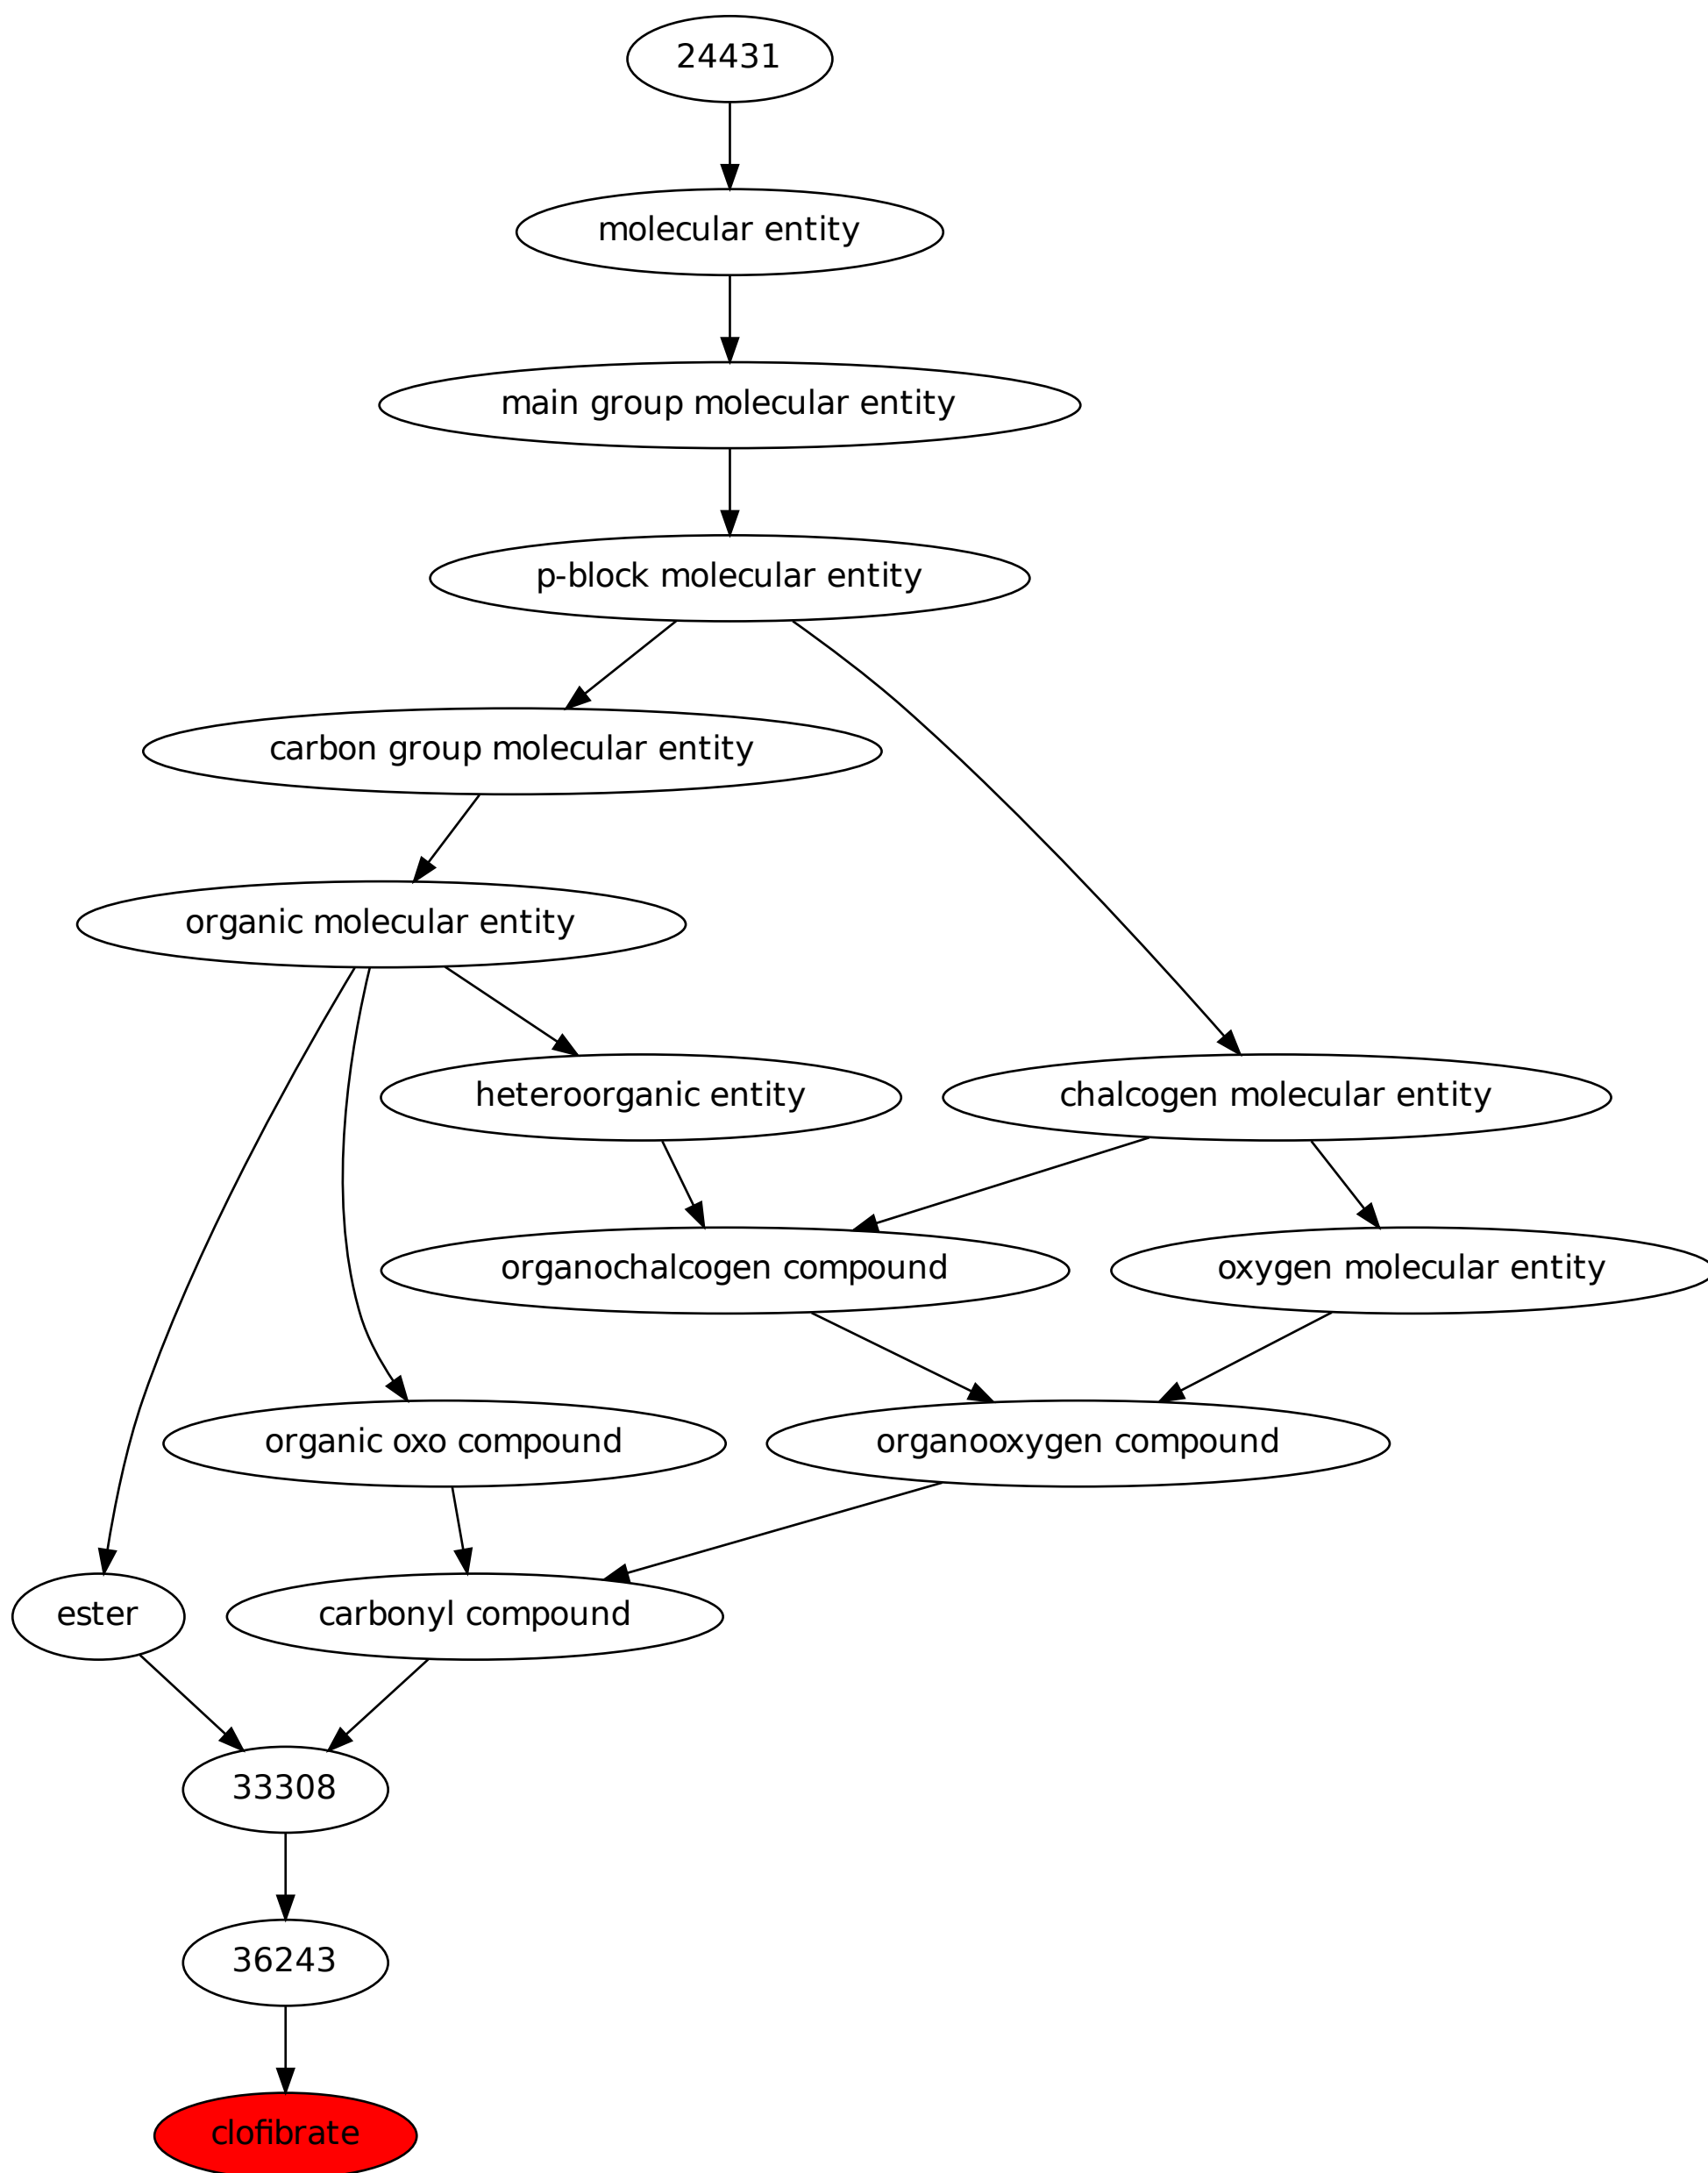 24431
molecular entity
main group molecular entity
p-block molecular entity
carbon group molecular entity
organic molecular entity
heteroorganic entity
chalcogen molecular entity
organochalcogen compound
oxygen molecular entity
organic oxo compound
organooxygen compound
ester
carbonyl compound
33308
36243
clofibrate